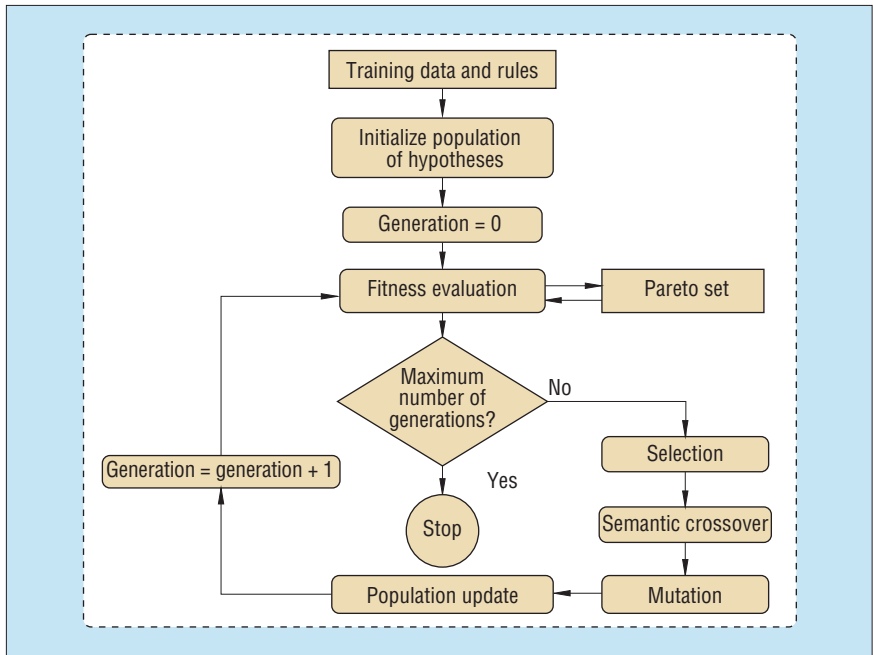 Training data and rules
Initialize population
of hypotheses
Generation = 0
Fitness evaluation
Pareto set
Maximum
number of
generations?
No
Selection
Generation = generation + 1
Yes
Semantic crossover
Stop
Population update
Mutation